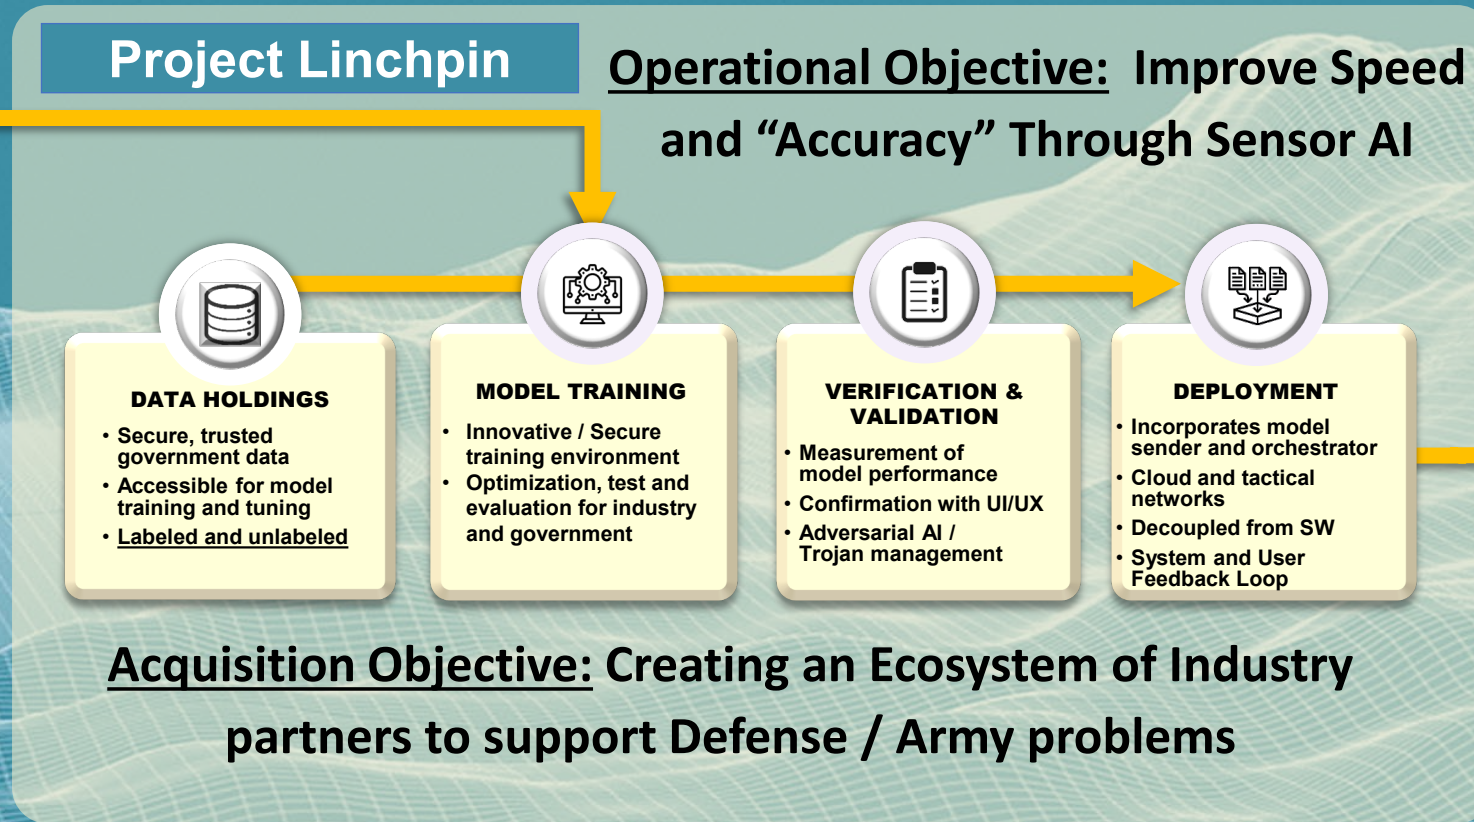 Project Linchpin
Operational Objective: Improve Speed
and “Accuracy” Through Sensor AI
DATA HOLDINGS
• Secure, trusted
government data
• Accessible for model
training and tuning
• Labeled and unlabeled
MODEL TRAINING
• Innovative / Secure
training environment
• Optimization, test and
evaluation for industry
and government
VERIFICATION &
VALIDATION
• Measurement of
model performance
• Confirmation with UI/UX
• Adversarial AI /
Trojan management
DEPLOYMENT
• Incorporates model
sender and orchestrator
• Cloud and tactical
networks
• Decoupled from SW
• System and User
Feedback Loop
Acquisition Objective: Creating an Ecosystem of Industry
partners to support Defense / Army problems